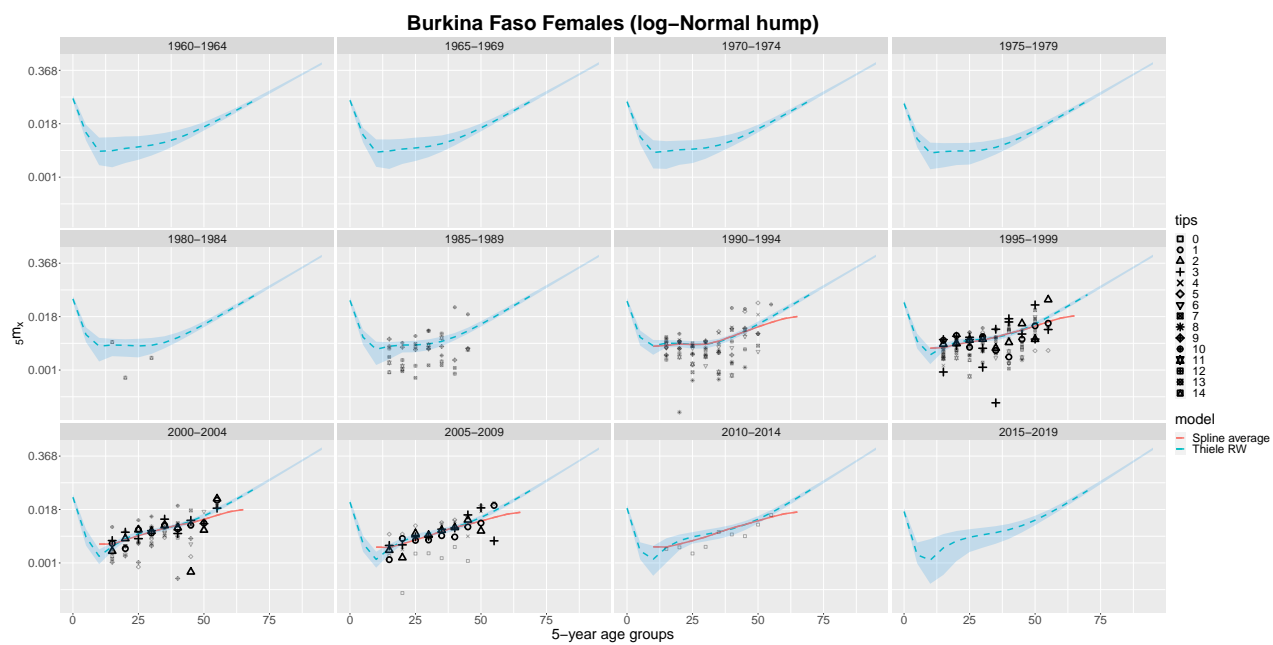 Burkina Faso Females (log−Normal hump)
1960−1964 1965−1969 1970−1974 1975−1979
0.368
0.018
0.001
1980−1984 1985−1989 1990−1994 1995−1999
0.368
0.018
0.001
2000−2004 2005−2009 2010−2014 2015−2019
0.368
0.018
0.001
0 25 50 75 0 25 50 75 0 25 50 75 0 25 50 75
5−year age groups
5mx
tips
0
1
2
3
4
5
6
7
8
9
10
11
12
13
14
model
Spline average
Thiele RW